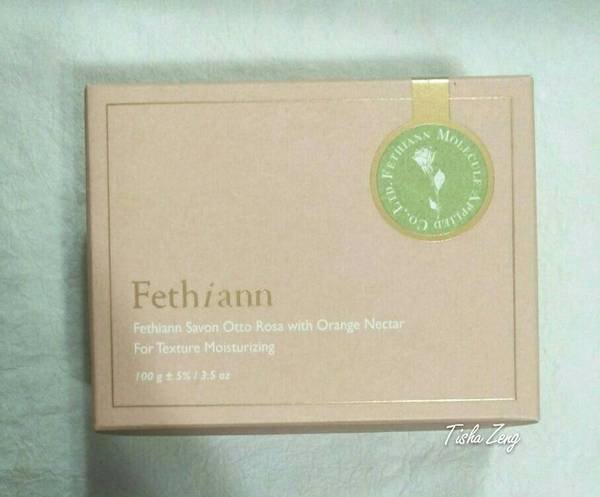 FETHIANN MOLECULE APPLIED CO., LTD.
Fethiann
Fethiann Savon Otto Rosa with Orange Nectar
For Texture Moisturizing
100 g ± 5% / 3.5 oz
Tisha Zeng